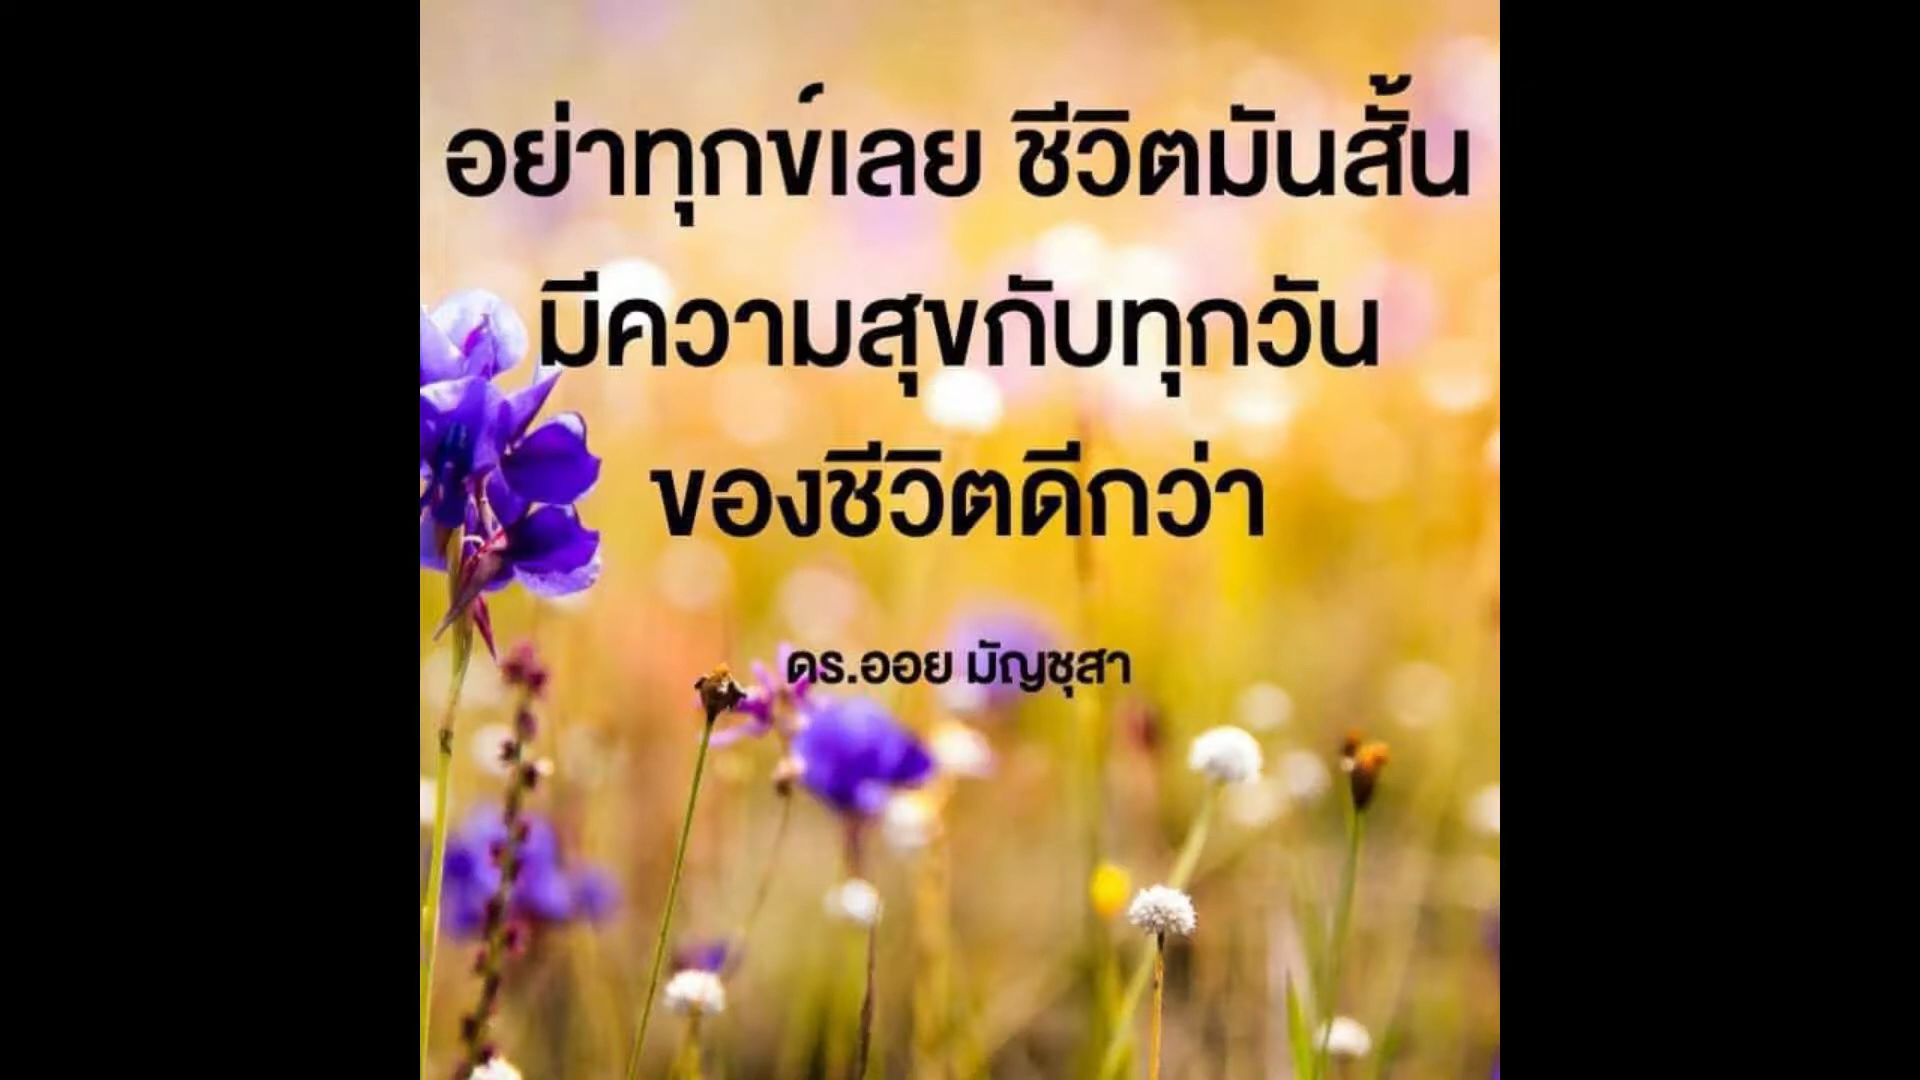 อย่าทุกข์เลย ชีวิตมันสั้น
มีความสุขกับทุกวัน
ของชีวิตดีกว่า
ดร.ออย มัญชุสา